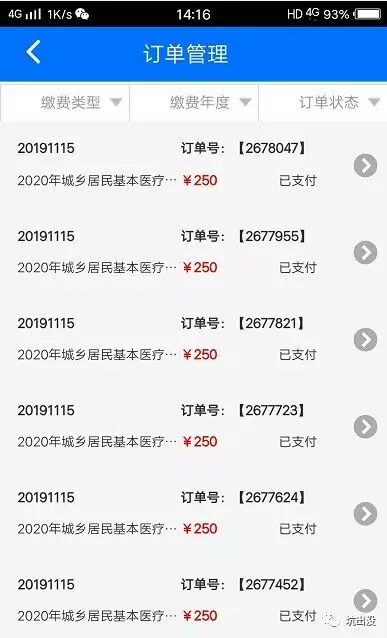 4G 1K/s 14:16 HD 4G 93%
订单管理
缴费类型 缴费年度 订单状态
20191115 订单号：【2678047】
2020年城乡居民基本医疗… ￥250 已支付
20191115 订单号：【2677955】
2020年城乡居民基本医疗… ￥250 已支付
20191115 订单号：【2677821】
2020年城乡居民基本医疗… ￥250 已支付
20191115 订单号：【2677723】
2020年城乡居民基本医疗… ￥250 已支付
20191115 订单号：【2677624】
2020年城乡居民基本医疗… ￥250 已支付
20191115 订单号：【2677452】
2020年城乡居民基本医疗… ￥250 已支付
坑出没